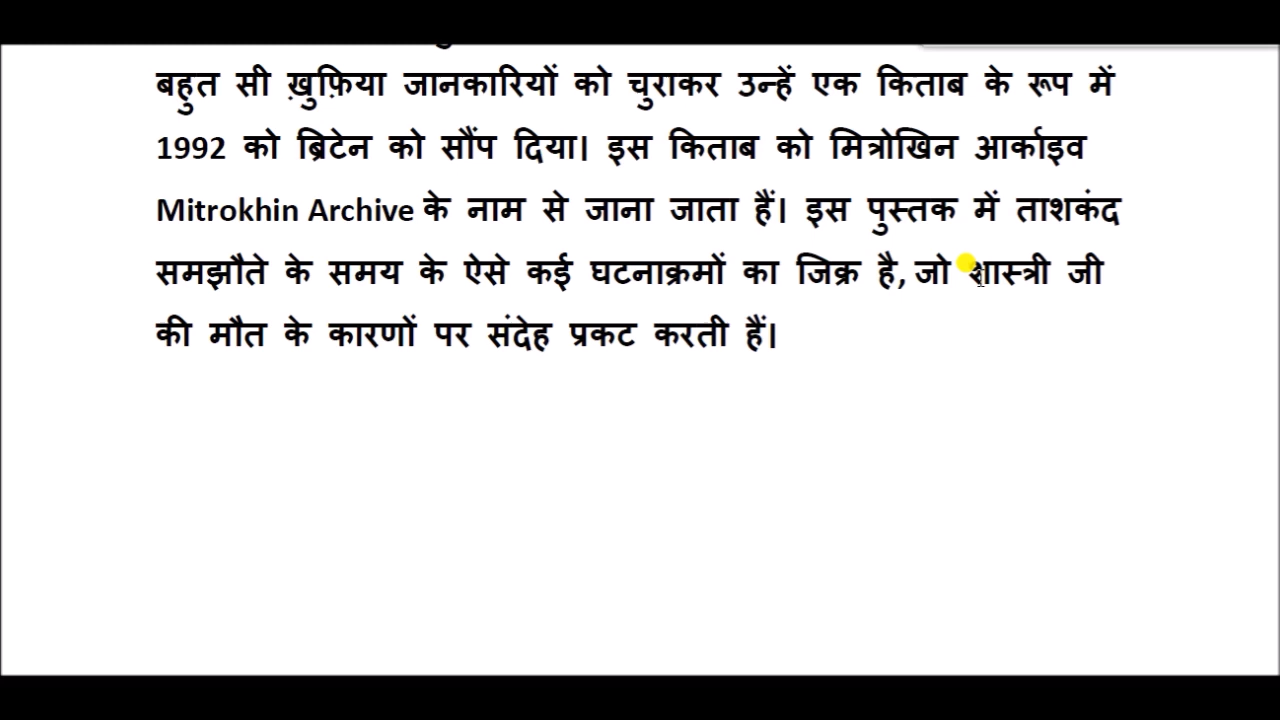 बहुत सी ख़ुफ़िया जानकारियों को चुराकर उन्हें एक किताब के रूप में
1992 को ब्रिटेन को सौंप दिया। इस किताब को मित्रोखिन आर्काइव
Mitrokhin Archive के नाम से जाना जाता हैं। इस पुस्तक में ताशकंद
समझौते के समय के ऐसे कई घटनाक्रमों का जिक्र है, जो शास्त्री जी
की मौत के कारणों पर संदेह प्रकट करती हैं।